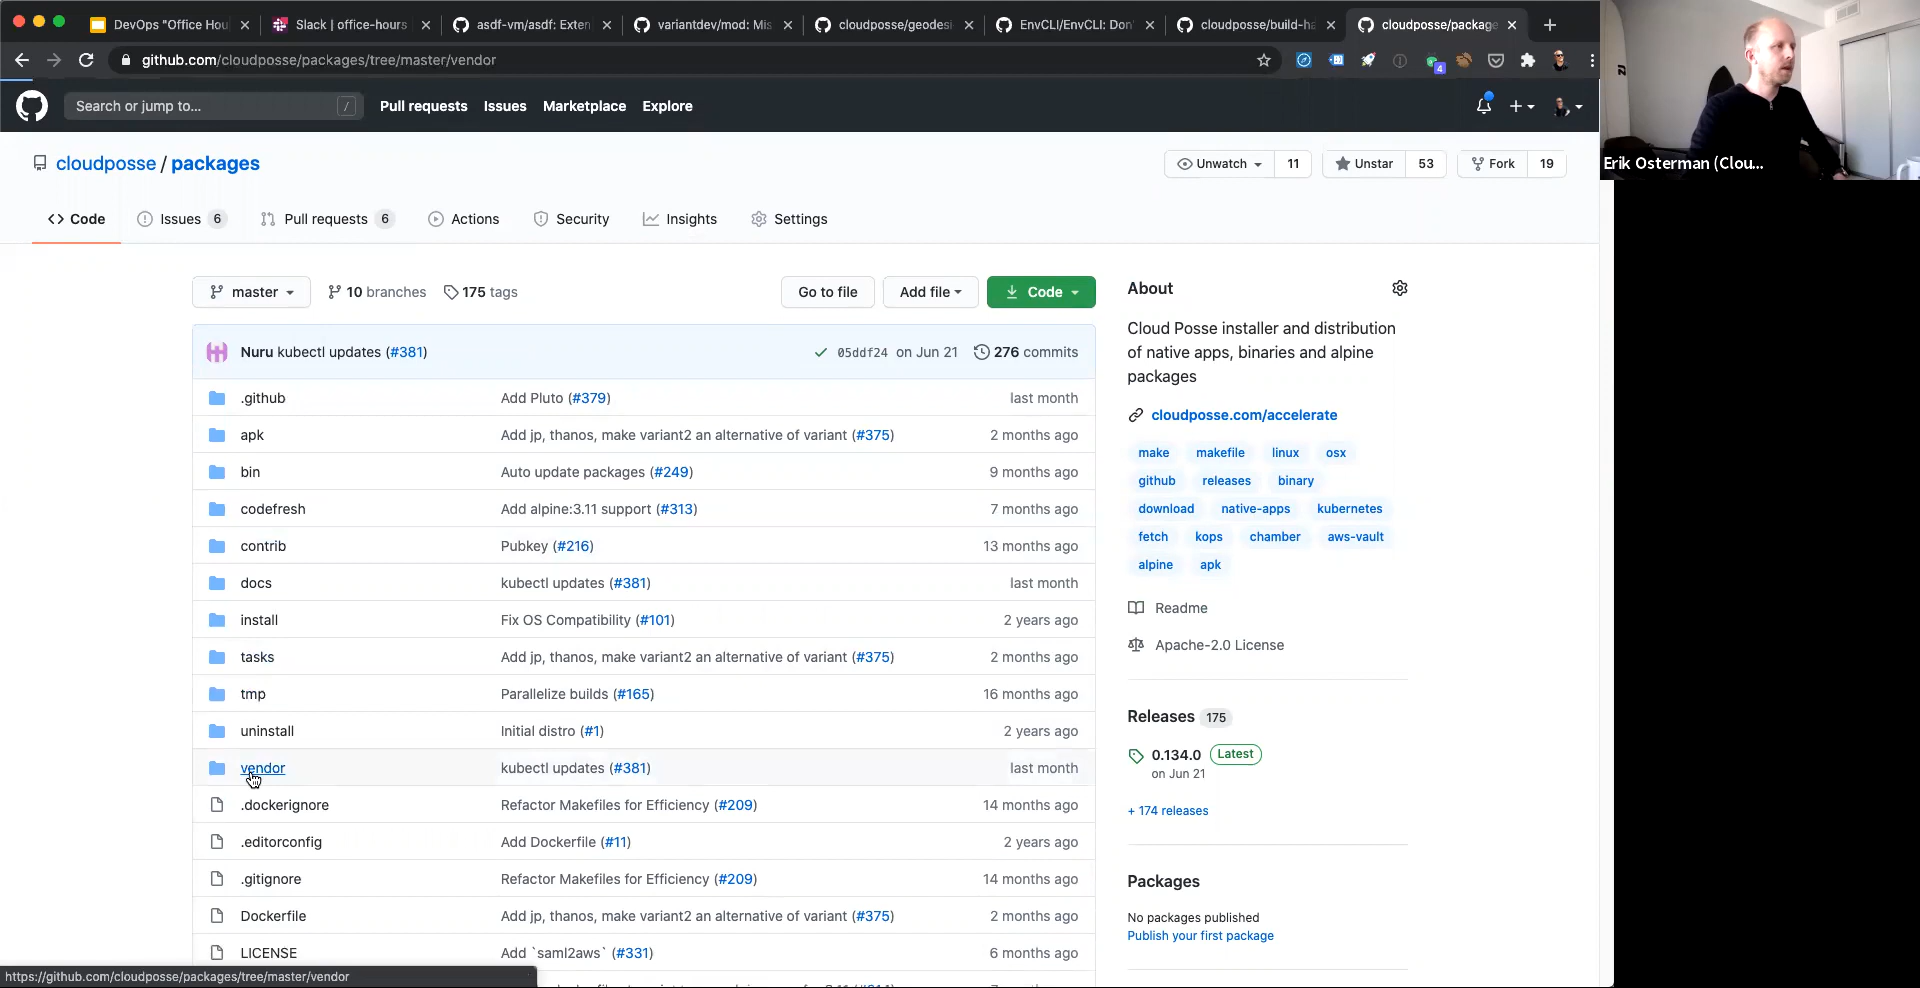 DevOps "Office Hou
Slack | office-hours
asdf-vm/asdf: Exten
variantdev/mod: Mis
cloudposse/geodesi
EnvCLI/EnvCLI: Don'
cloudposse/build-ha
cloudposse/package
github.com/cloudposse/packages/tree/master/vendor
4
Search or jump to...
/
Pull requests
Issues
Marketplace
Explore
Erik Osterman (Clou...
cloudposse / packages
Unwatch
11
Unstar
53
Fork
19
<> Code
Issues 6
Pull requests 6
Actions
Security
Insights
Settings
master
10 branches
175 tags
Go to file
Add file
Code
Nuru kubectl updates (#381)
05ddf24 on Jun 21
276 commits
.github Add Pluto (#379) last month
apk Add jp, thanos, make variant2 an alternative of variant (#375) 2 months ago
bin Auto update packages (#249) 9 months ago
codefresh Add alpine:3.11 support (#313) 7 months ago
contrib Pubkey (#216) 13 months ago
docs kubectl updates (#381) last month
install Fix OS Compatibility (#101) 2 years ago
tasks Add jp, thanos, make variant2 an alternative of variant (#375) 2 months ago
tmp Parallelize builds (#165) 16 months ago
uninstall Initial distro (#1) 2 years ago
vendor kubectl updates (#381) last month
.dockerignore Refactor Makefiles for Efficiency (#209) 14 months ago
.editorconfig Add Dockerfile (#11) 2 years ago
.gitignore Refactor Makefiles for Efficiency (#209) 14 months ago
Dockerfile Add jp, thanos, make variant2 an alternative of variant (#375) 2 months ago
LICENSE Add `saml2aws` (#331) 6 months ago
About
Cloud Posse installer and distribution
of native apps, binaries and alpine
packages
cloudposse.com/accelerate
make makefile linux osx
github releases binary
download native-apps kubernetes
fetch kops chamber aws-vault
alpine apk
Readme
Apache-2.0 License
Releases 175
0.134.0 Latest
on Jun 21
+ 174 releases
Packages
No packages published
Publish your first package
https://github.com/cloudposse/packages/tree/master/vendor